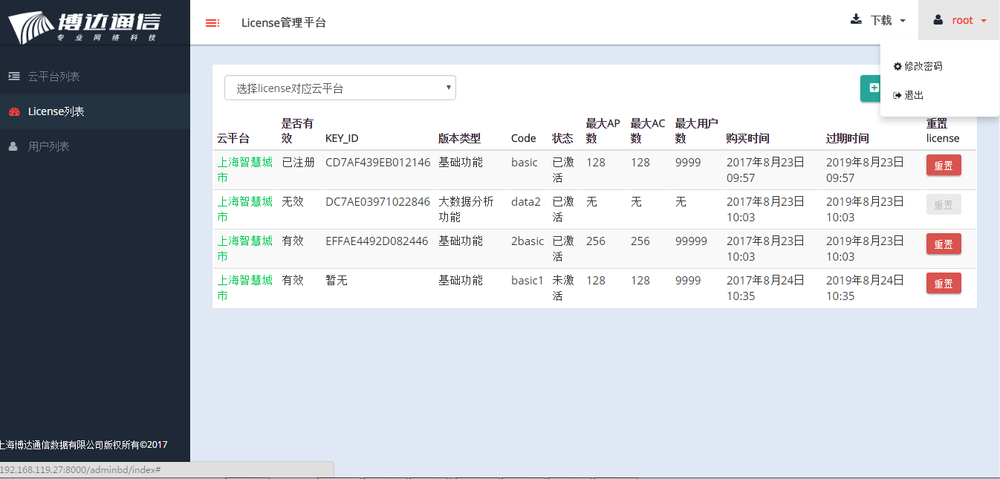 博达通信
专业网络科技
License管理平台
下载
root
修改密码
退出
云平台列表
License列表
用户列表
选择license对应云平台
云平台 是否有效 KEY_ID 版本类型 Code 状态 最大AP数 最大AC数 最大用户数 购买时间 过期时间 重置license
上海智慧城市 已注册 CD7AF439EB012146 基础功能 basic 已激活 128 128 9999 2017年8月23日 09:57 2019年8月23日 09:57 重置
上海智慧城市 无效 DC7AE03971022846 大数据分析功能 data2 已激活 无 无 无 2017年8月23日 10:03 2019年8月23日 10:03 重置
上海智慧城市 有效 EFFAE4492D082446 基础功能 2basic 已激活 256 256 99999 2017年8月23日 10:03 2019年8月23日 10:03 重置
上海智慧城市 有效 暂无 基础功能 basic1 未激活 128 128 9999 2017年8月24日 10:35 2019年8月24日 10:35 重置
上海博达通信数据有限公司版权所有©2017
192.168.119.27:8000/adminbd/index#